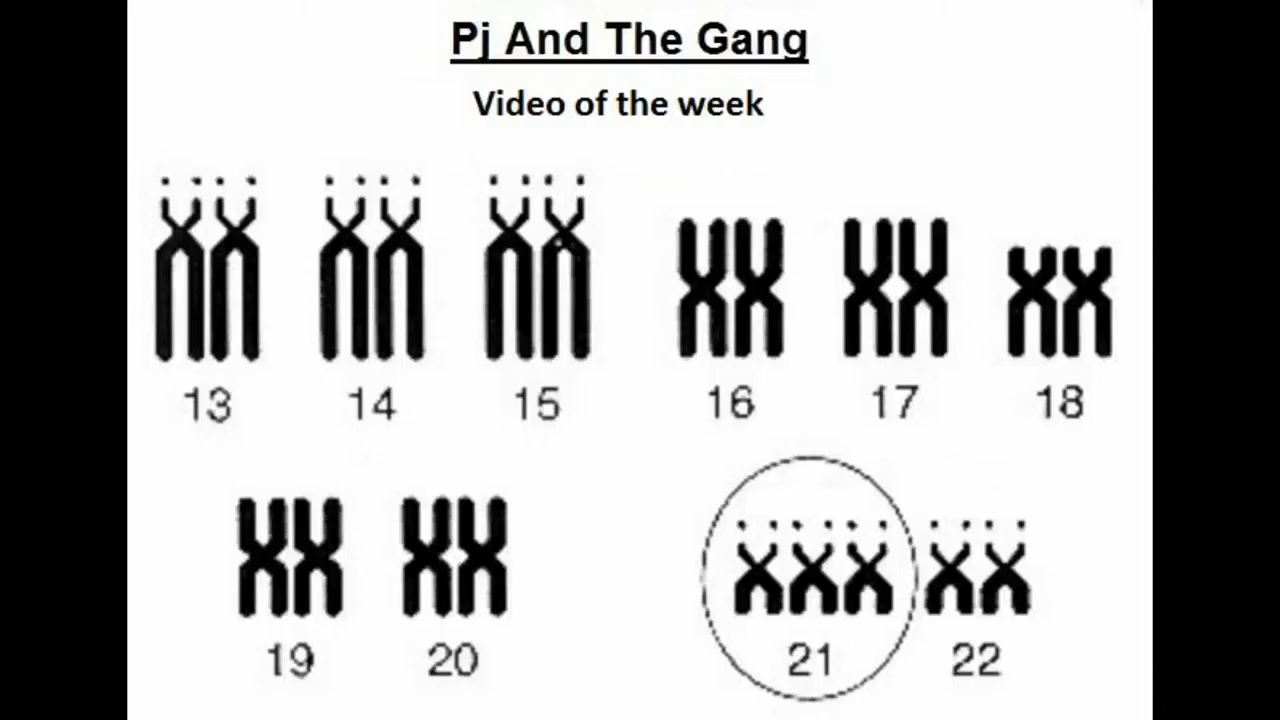 Pj And The Gang
Video of the week
13 14 15 16 17 18
19 20 21 22